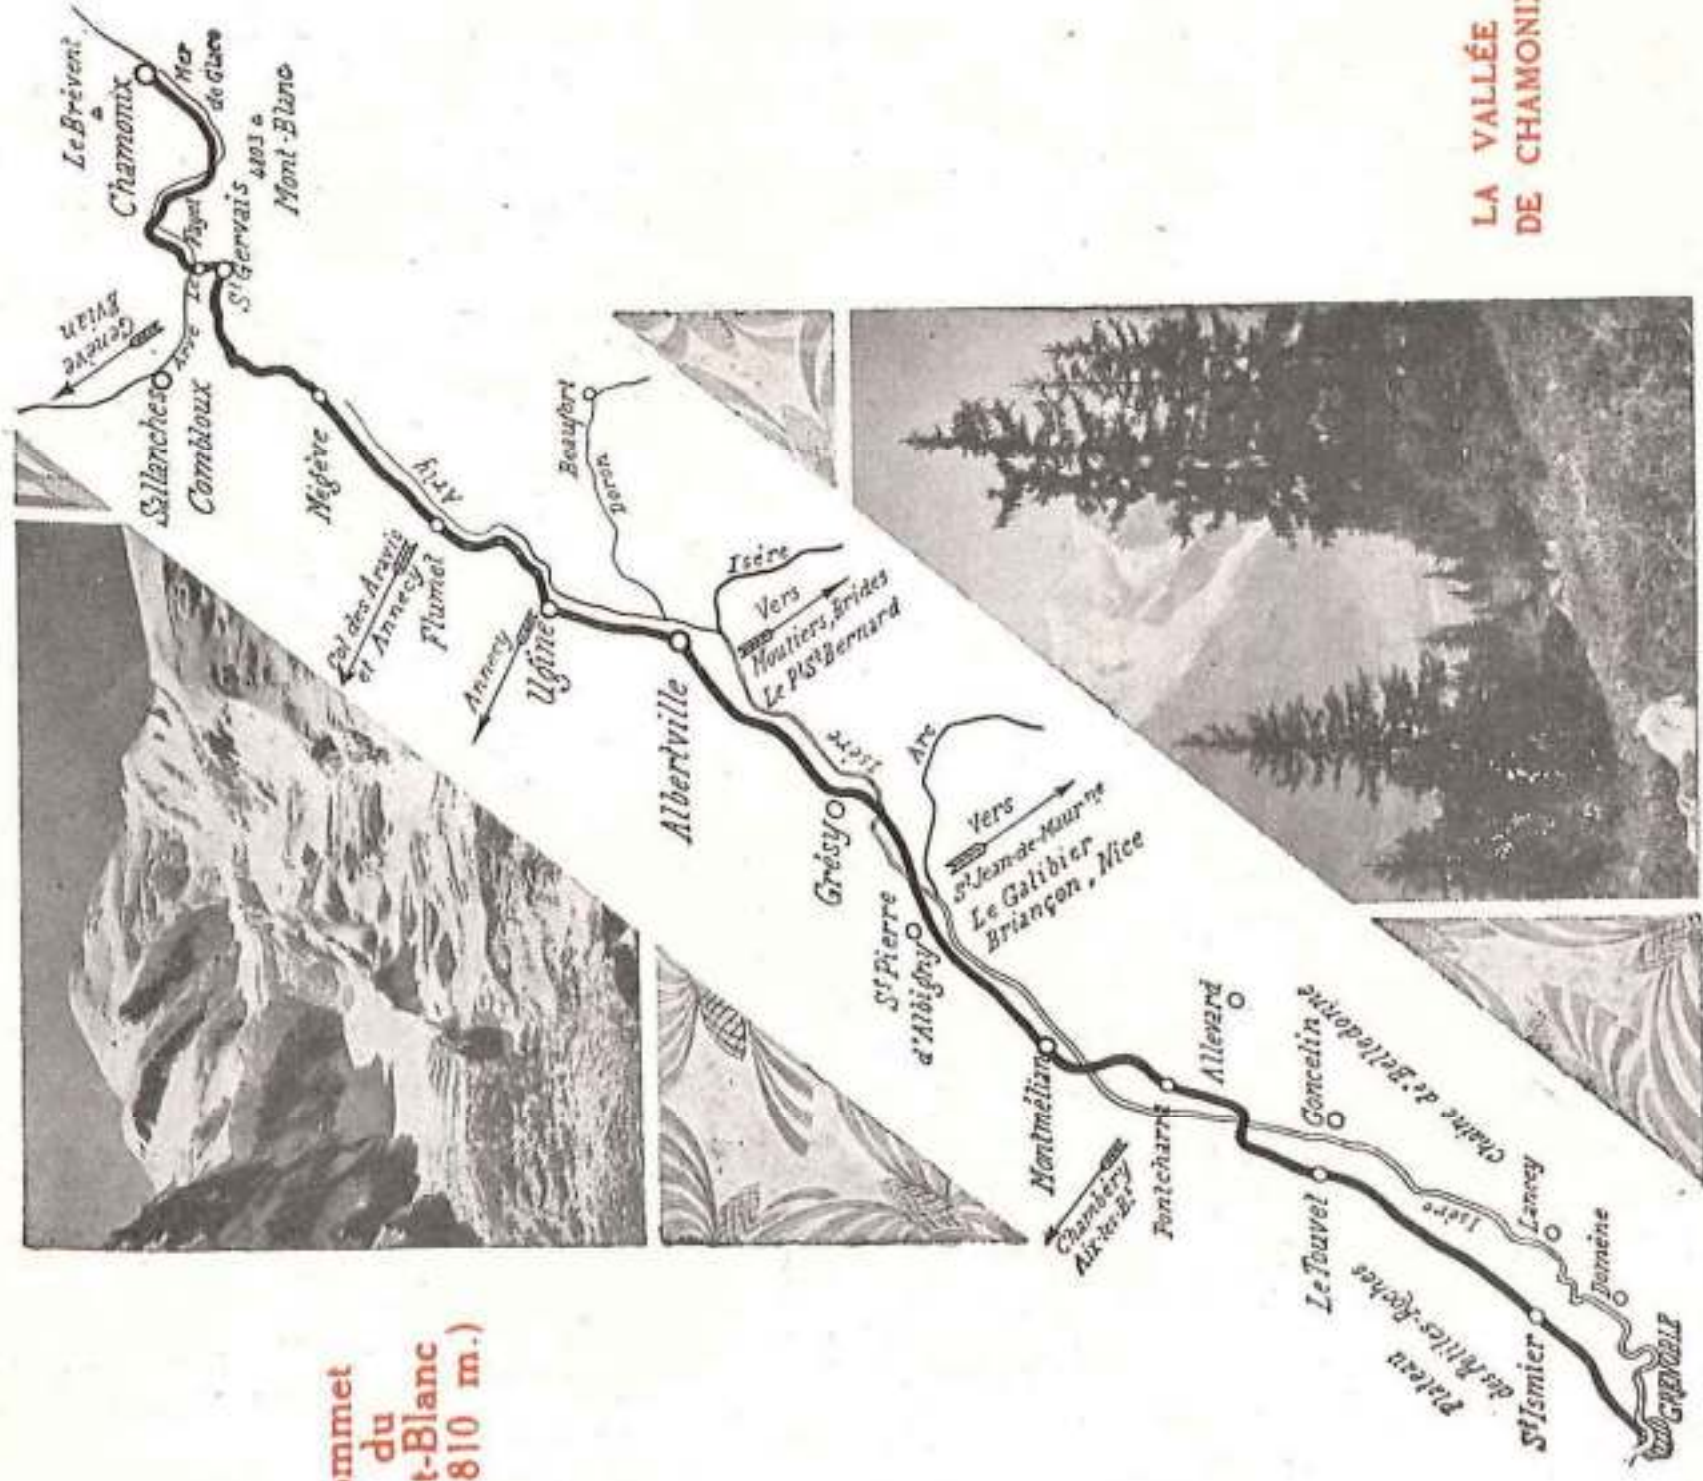 LA VALLÉE
DE CHAMONIX
Le Brévent
Chamonix
Mer
de Glace
4803
Mont-Blanc
Le Fayet
St Gervais
Genève
Evian
Arve
Sallanches
Combloux
Mégève
Arly
Flumet
Col des Aravis
et Annecy
Annecy
Ugine
Beaufort
Doron
Albertville
Isère
Vers
Moutiers, Brides
Le Pt St Bernard
Isère
Grésy
Arc
Vers
St Jean-de-Maurne
Le Galibier
Briançon, Nice
St Pierre
d'Albigny
Montmélian
Chambéry
Aix-les-Bs
Pontcharra
Allevard
Goncelin
Chaîne de Belledonne
Le Touvet
Isère
Lancey
Domène
Plateau
des Petites-Roches
St Ismier
GRENOBLE
ommet
du
t-Blanc
810 m.)